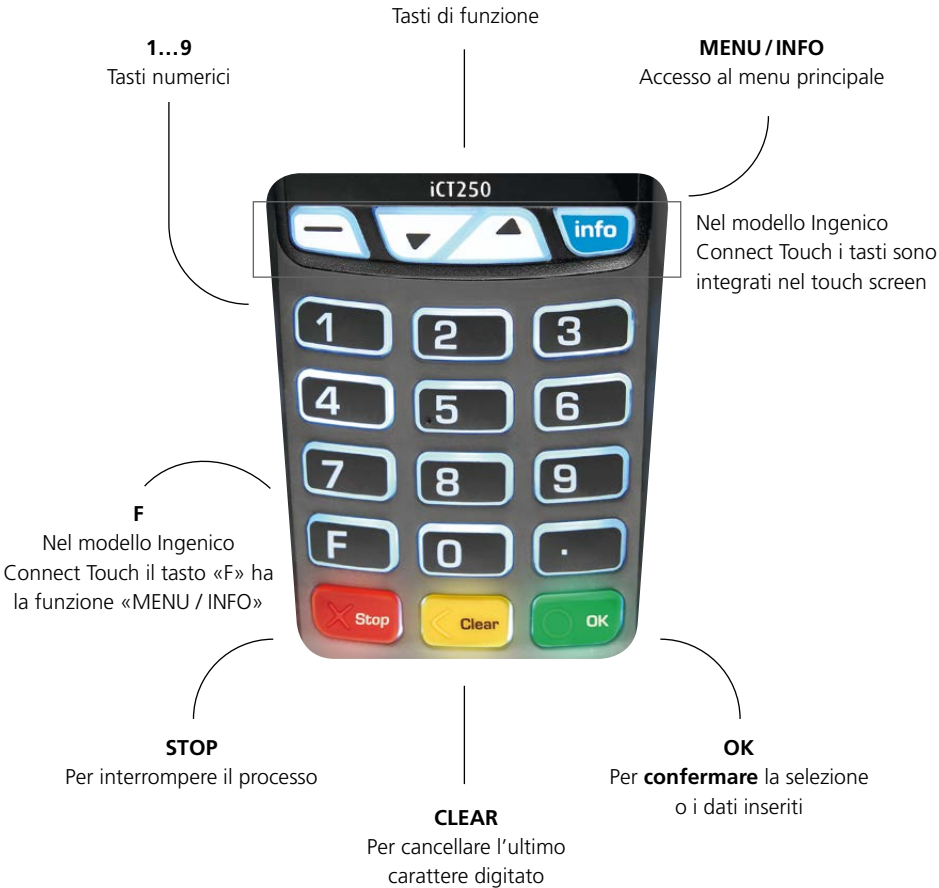 Tasti di funzione
1…9
Tasti numerici
MENU / INFO
Accesso al menu principale
iCT250
info
Nel modello Ingenico
Connect Touch i tasti sono
integrati nel touch screen
1 2 3
4 5 6
7 8 9
F 0 .
Stop Clear OK
F
Nel modello Ingenico
Connect Touch il tasto «F» ha
la funzione «MENU / INFO»
STOP
Per interrompere il processo
CLEAR
Per cancellare l’ultimo
carattere digitato
OK
Per confermare la selezione
o i dati inseriti